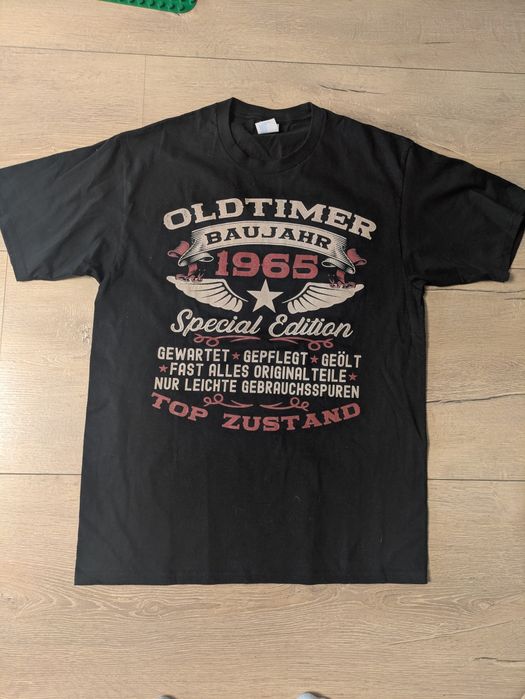 OLDTIMER
BAUJAHR
1965
Special Edition
GEWARTET ★ GEPFLEGT ★ GEÖLT
★ FAST ALLES ORIGINALTEILE ★
NUR LEICHTE GEBRAUCHSSPUREN
TOP ZUSTAND